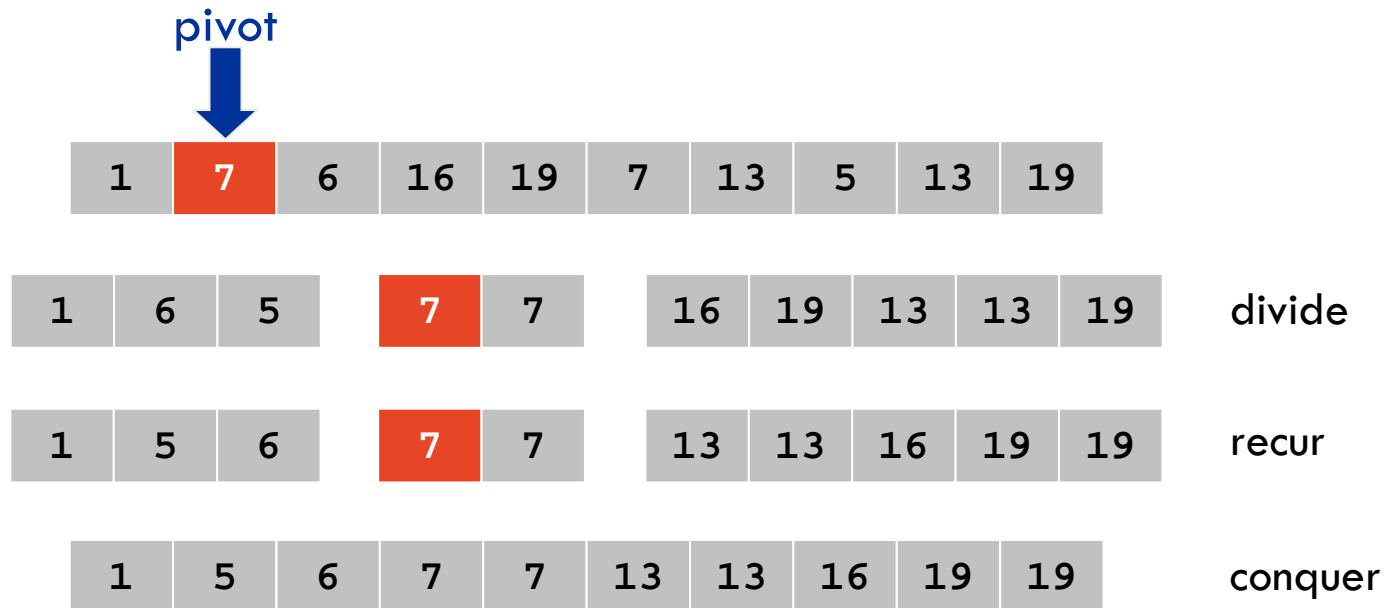 pivot
1 7 6 16 19 7 13 5 13 19
1 6 5 7 7 16 19 13 13 19 divide
1 5 6 7 7 13 13 16 19 19 recur
1 5 6 7 7 13 13 16 19 19 conquer